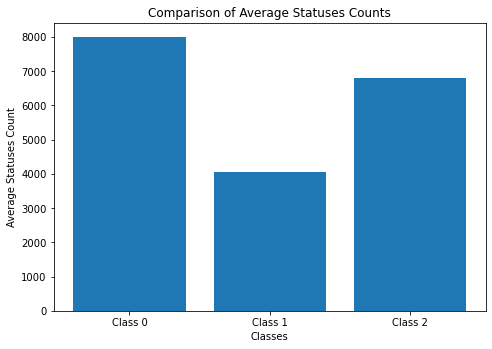 Comparison of Average Statuses Counts
Average Statuses Count
8000
7000
6000
5000
4000
3000
2000
1000
0
Class 0 Class 1 Class 2
Classes